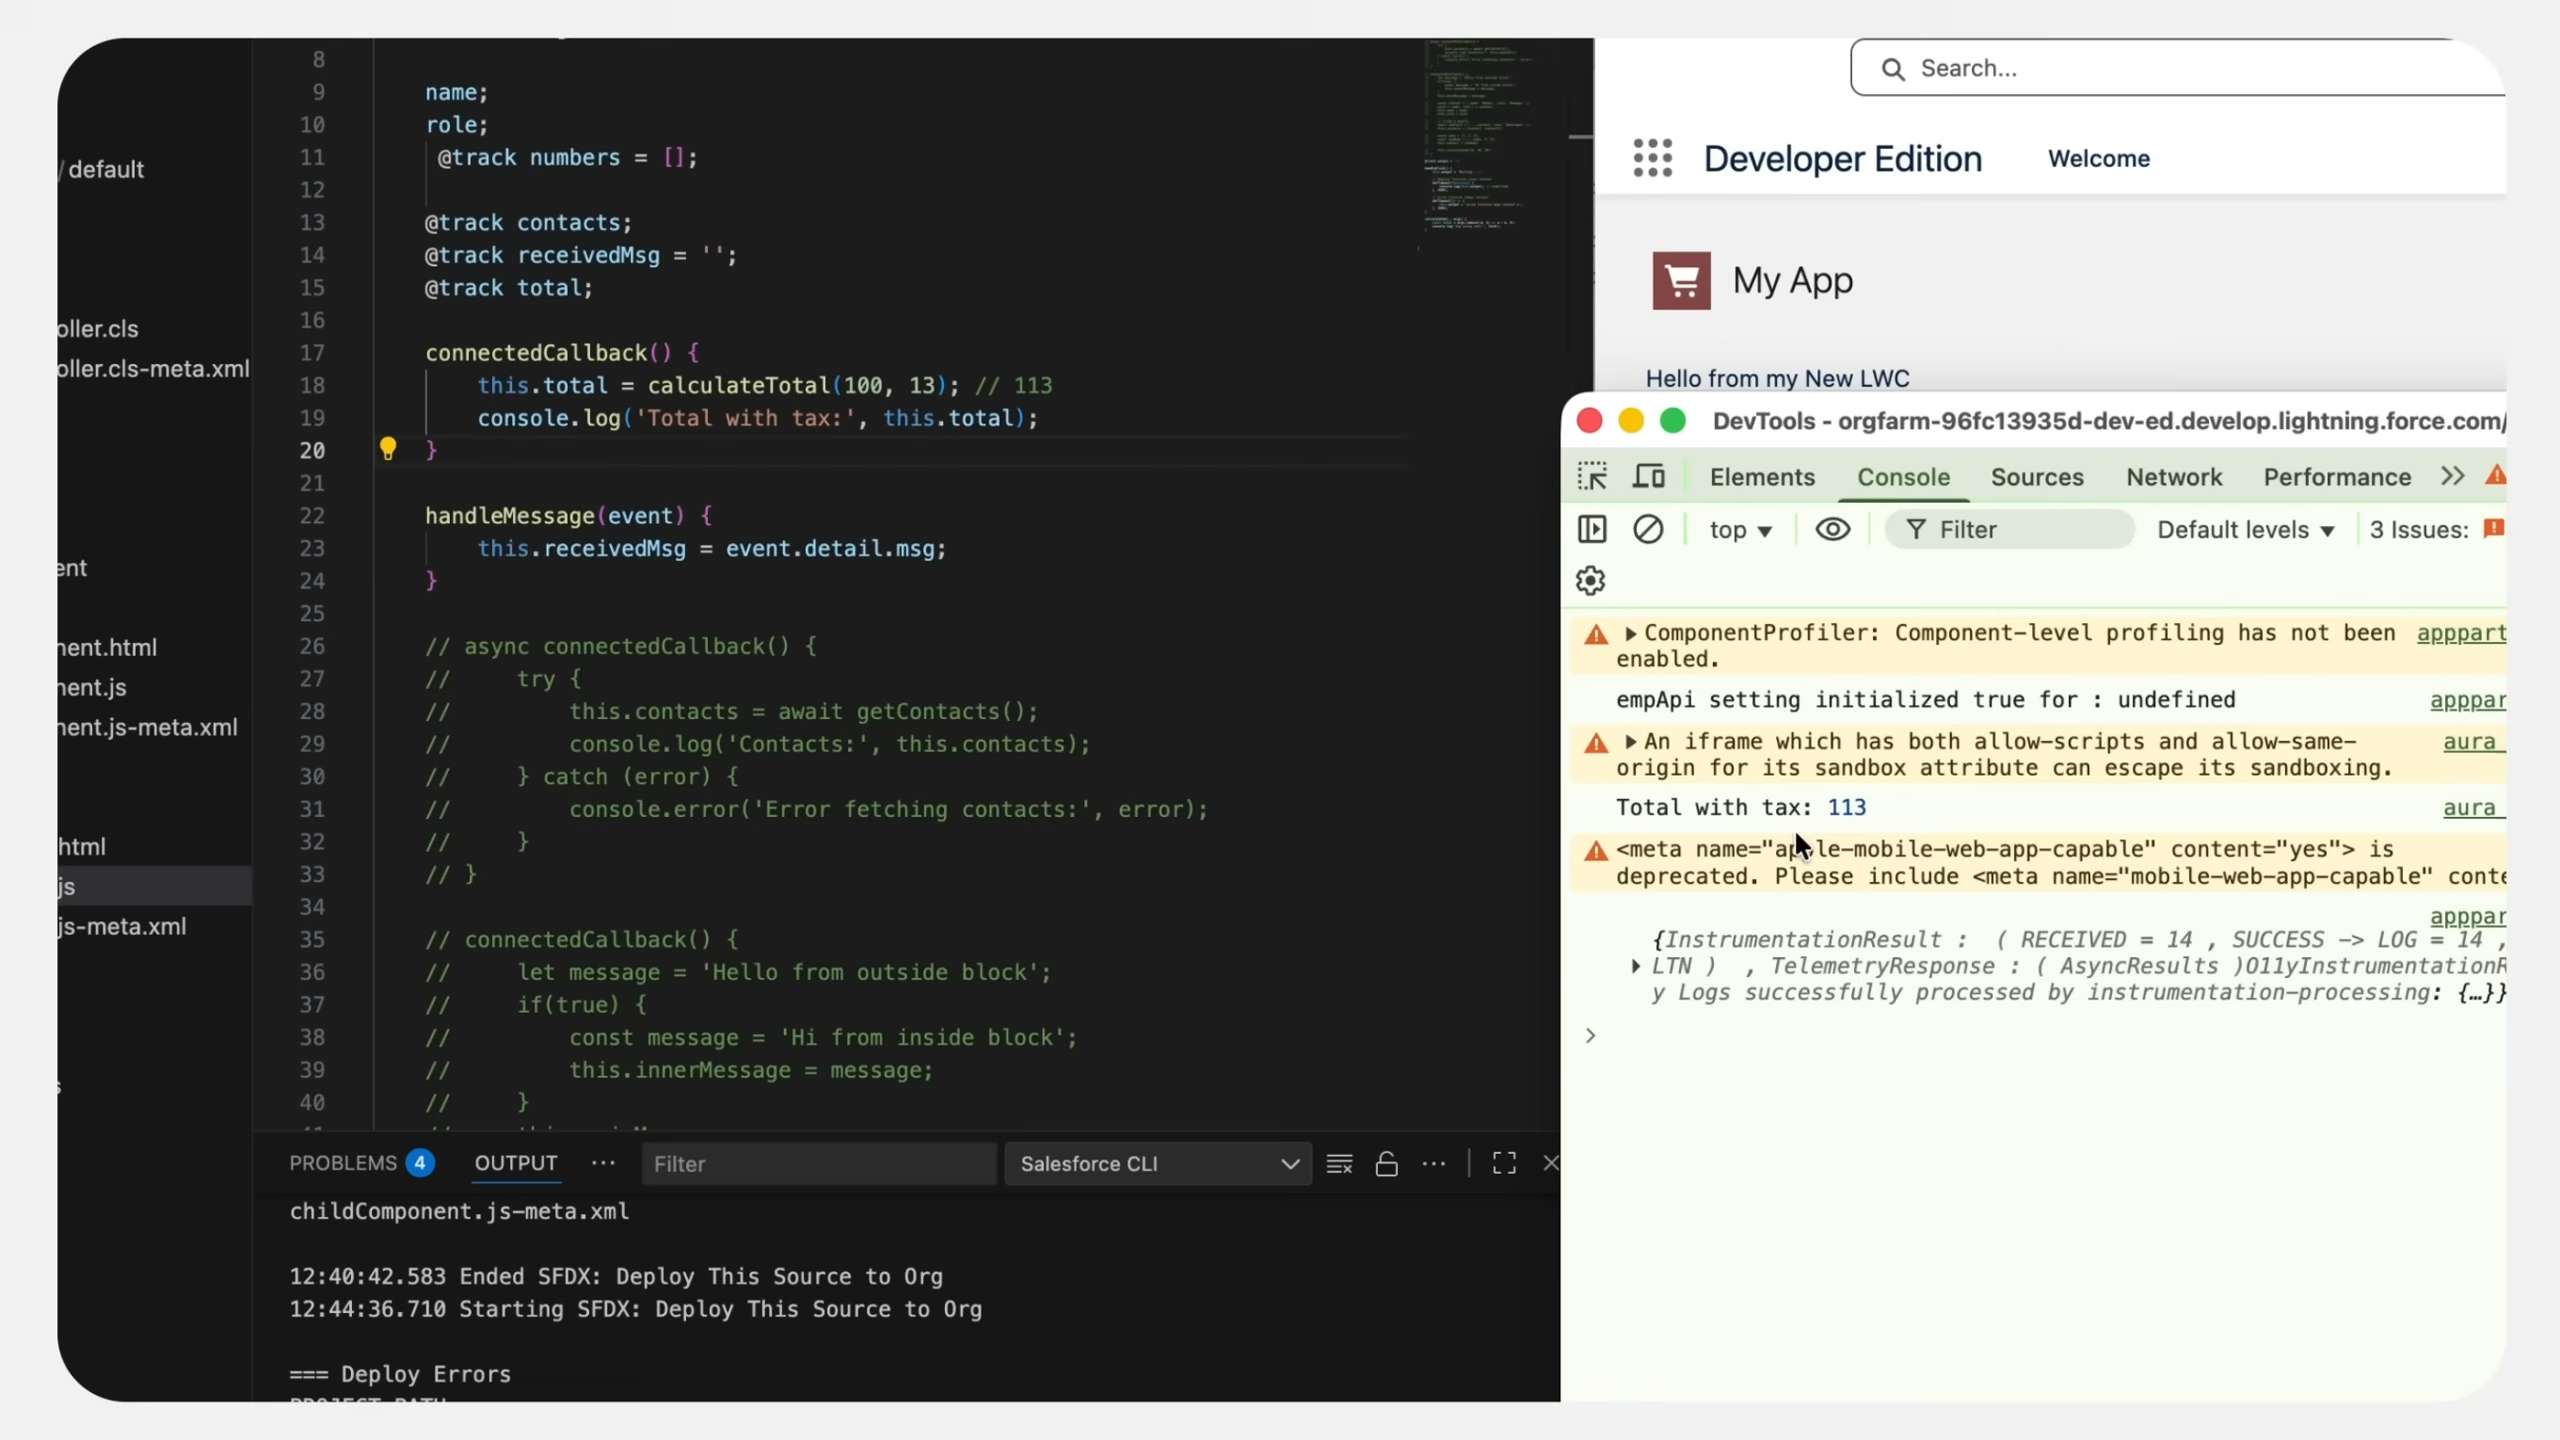 / default
oller.cls
oller.cls-meta.xml
ent
nent.html
nent.js
nent.js-meta.xml
html
js
js-meta.xml
8
9 name;
10 role;
11 @track numbers = [];
12
13 @track contacts;
14 @track receivedMsg = '';
15 @track total;
16
17 connectedCallback() {
18 this.total = calculateTotal(100, 13); // 113
19 console.log('Total with tax:', this.total);
20 }
21
22 handleMessage(event) {
23 this.receivedMsg = event.detail.msg;
24 }
25
26 // async connectedCallback() {
27 // try {
28 // this.contacts = await getContacts();
29 // console.log('Contacts:', this.contacts);
30 // } catch (error) {
31 // console.error('Error fetching contacts:', error);
32 // }
33 // }
34
35 // connectedCallback() {
36 // let message = 'Hello from outside block';
37 // if(true) {
38 // const message = 'Hi from inside block';
39 // this.innerMessage = message;
40 // }
PROBLEMS 4 OUTPUT ··· Filter Salesforce CLI
childComponent.js-meta.xml
12:40:42.583 Ended SFDX: Deploy This Source to Org
12:44:36.710 Starting SFDX: Deploy This Source to Org
=== Deploy Errors
Search...
Developer Edition Welcome
My App
Hello from my New LWC
DevTools - orgfarm-96fc13935d-dev-ed.develop.lightning.force.com/
Elements Console Sources Network Performance
top Filter Default levels 3 Issues:
ComponentProfiler: Component-level profiling has not been apppart
enabled.
empApi setting initialized true for : undefined apppar
An iframe which has both allow-scripts and allow-same- aura_
origin for its sandbox attribute can escape its sandboxing.
Total with tax: 113 aura_
<meta name="apple-mobile-web-app-capable" content="yes"> is
deprecated. Please include <meta name="mobile-web-app-capable" conte
apppar
{InstrumentationResult : ( RECEIVED = 14 , SUCCESS -> LOG = 14 ,
LTN ) , TelemetryResponse : ( AsyncResults )O11yInstrumentationR
y Logs successfully processed by instrumentation-processing: {…}}